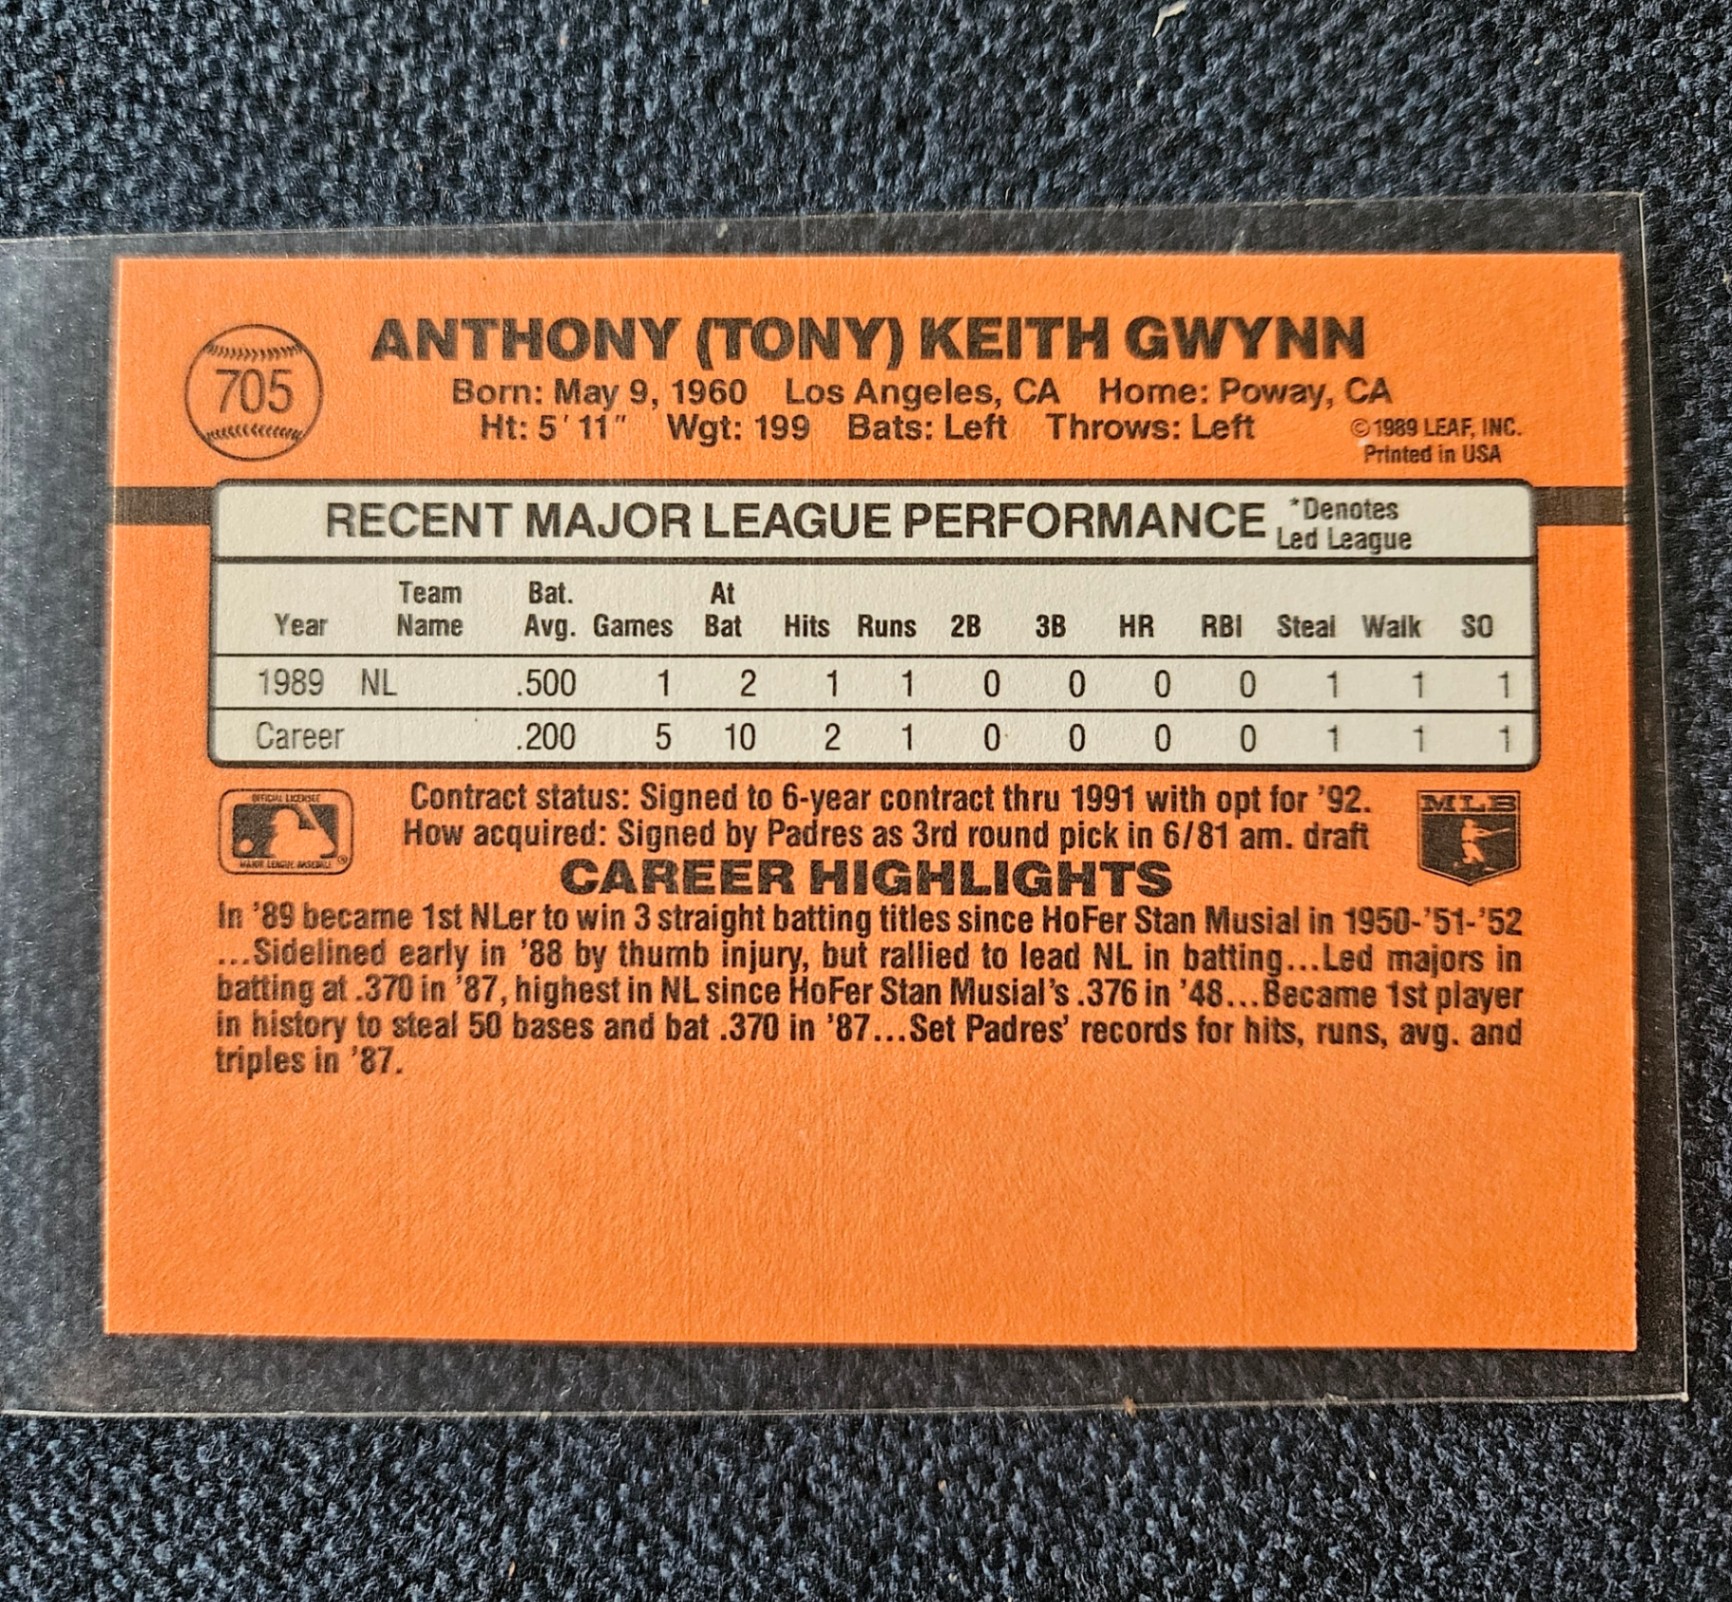 705
ANTHONY (TONY) KEITH GWYNN
Born: May 9, 1960 Los Angeles, CA Home: Poway, CA
Ht: 5' 11" Wgt: 199 Bats: Left Throws: Left
©1989 LEAF, INC.
Printed in USA
RECENT MAJOR LEAGUE PERFORMANCE
*Denotes
Led League
Team Bat. At
Year Name Avg. Games Bat Hits Runs 2B 3B HR RBI Steal Walk SO
1989 NL .500 1 2 1 1 0 0 0 0 1 1 1
Career .200 5 10 2 1 0 0 0 0 1 1 1
OFFICIAL LICENSEE
MAJOR LEAGUE BASEBALL ®
Contract status: Signed to 6-year contract thru 1991 with opt for '92.
How acquired: Signed by Padres as 3rd round pick in 6/81 am. draft
MLB
CAREER HIGHLIGHTS
In '89 became 1st NLer to win 3 straight batting titles since HoFer Stan Musial in 1950-'51-'52
...Sidelined early in '88 by thumb injury, but rallied to lead NL in batting...Led majors in
batting at .370 in '87, highest in NL since HoFer Stan Musial's .376 in '48...Became 1st player
in history to steal 50 bases and bat .370 in '87...Set Padres' records for hits, runs, avg. and
triples in '87.